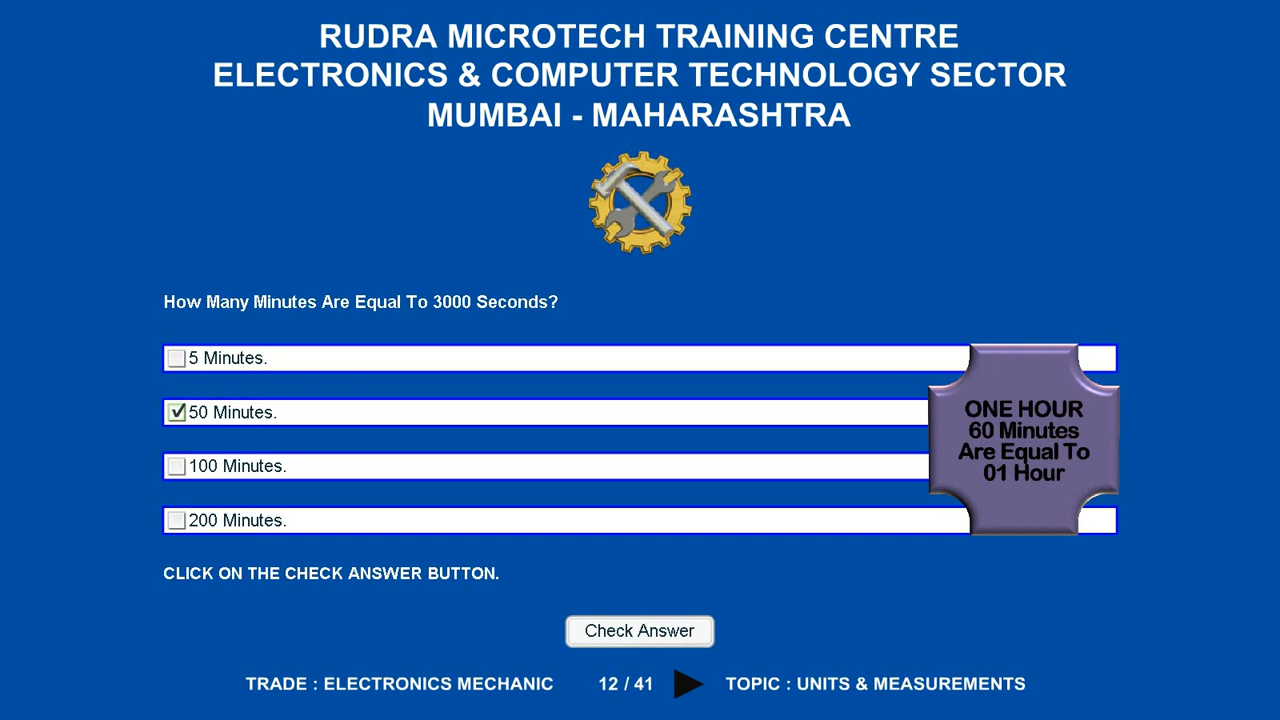 RUDRA MICROTECH TRAINING CENTRE
ELECTRONICS & COMPUTER TECHNOLOGY SECTOR
MUMBAI - MAHARASHTRA
How Many Minutes Are Equal To 3000 Seconds?
5 Minutes.
50 Minutes.
100 Minutes.
200 Minutes.
ONE HOUR
60 Minutes
Are Equal To
01 Hour
CLICK ON THE CHECK ANSWER BUTTON.
Check Answer
TRADE : ELECTRONICS MECHANIC 12 / 41 TOPIC : UNITS & MEASUREMENTS